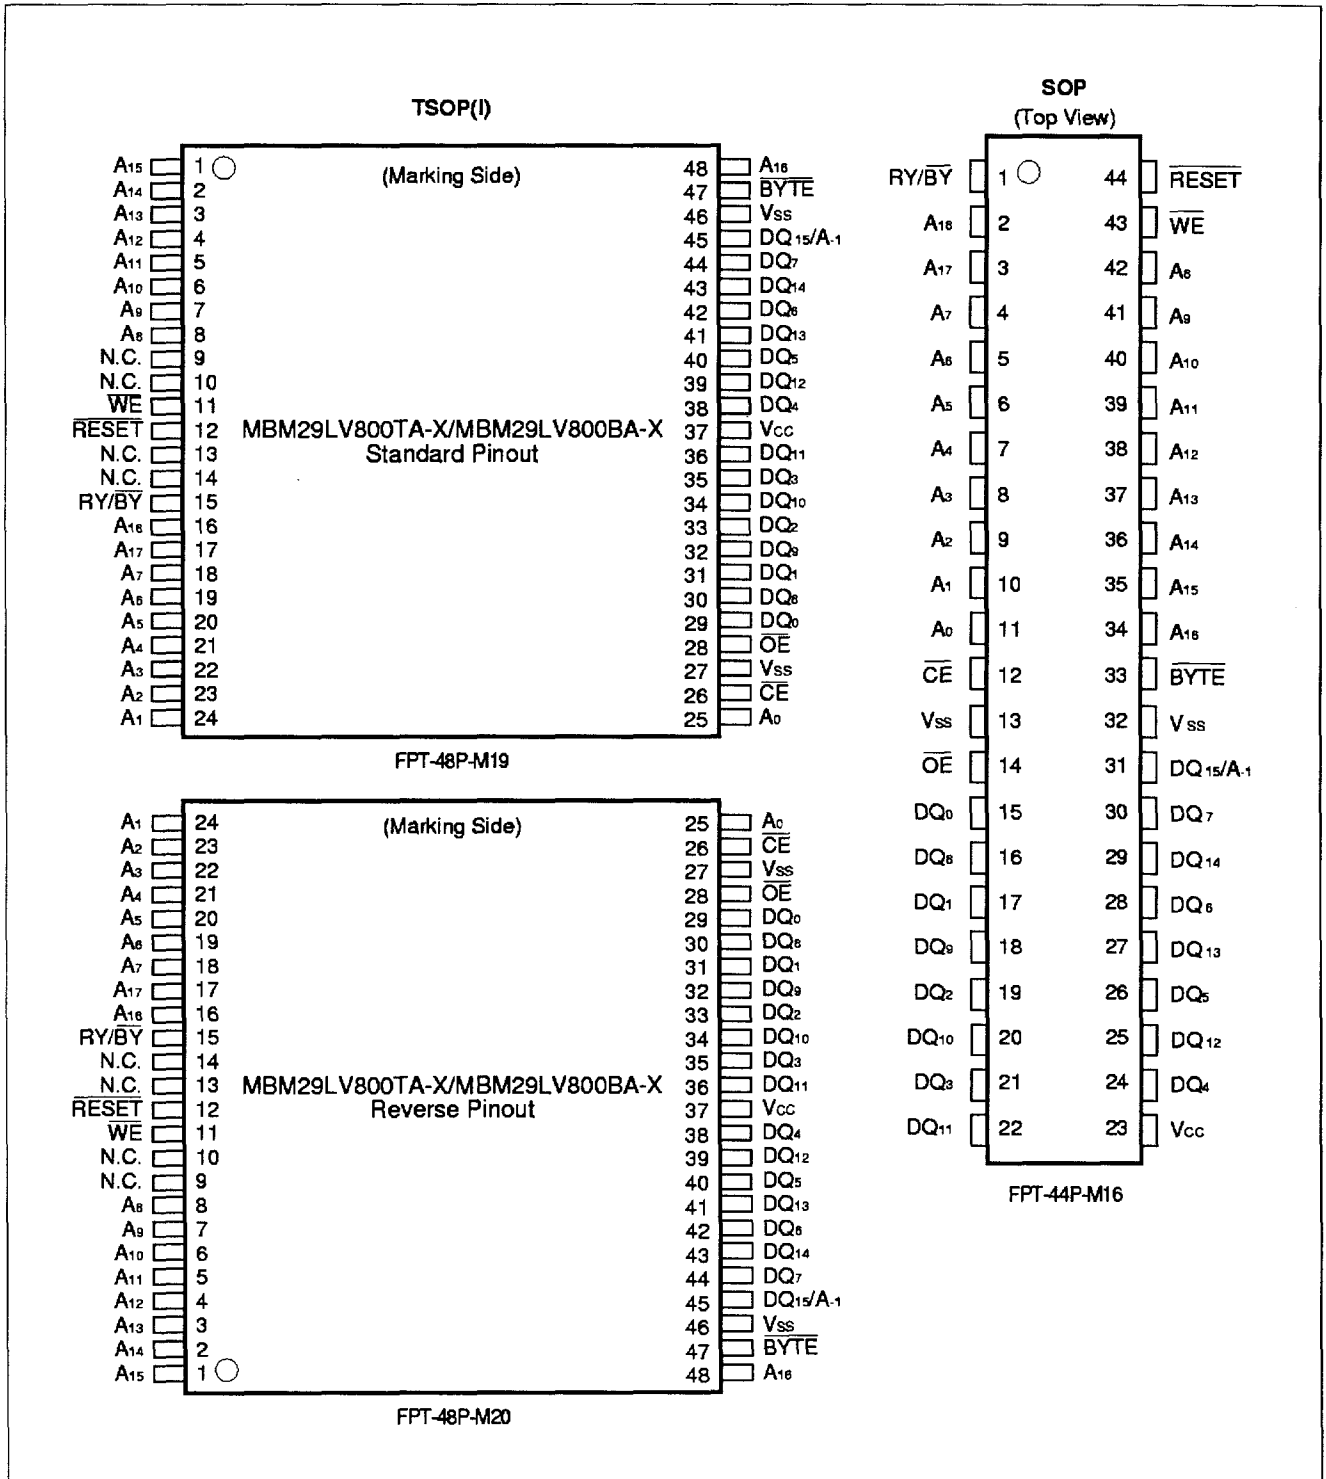 TSOP(I)
(Marking Side)
A15 1 48 A16
A14 2 47 BYTE
A13 3 46 VSS
A12 4 45 DQ15/A-1
A11 5 44 DQ7
A10 6 43 DQ14
A9 7 42 DQ6
A8 8 41 DQ13
N.C. 9 40 DQ5
N.C. 10 39 DQ12
WE 11 38 DQ4
RESET 12 37 VCC
MBM29LV800TA-X/MBM29LV800BA-X
Standard Pinout
N.C. 13 36 DQ11
N.C. 14 35 DQ3
RY/BY 15 34 DQ10
A18 16 33 DQ2
A17 17 32 DQ9
A7 18 31 DQ1
A6 19 30 DQ8
A5 20 29 DQ0
A4 21 28 OE
A3 22 27 VSS
A2 23 26 CE
A1 24 25 A0
FPT-48P-M19
(Marking Side)
A1 24 25 A0
A2 23 26 CE
A3 22 27 VSS
A4 21 28 OE
A5 20 29 DQ0
A6 19 30 DQ8
A7 18 31 DQ1
A17 17 32 DQ9
A18 16 33 DQ2
RY/BY 15 34 DQ10
N.C. 14 35 DQ3
N.C. 13 36 DQ11
MBM29LV800TA-X/MBM29LV800BA-X
Reverse Pinout
RESET 12 37 VCC
WE 11 38 DQ4
N.C. 10 39 DQ12
N.C. 9 40 DQ5
A8 8 41 DQ13
A9 7 42 DQ6
A10 6 43 DQ14
A11 5 44 DQ7
A12 4 45 DQ15/A-1
A13 3 46 VSS
A14 2 47 BYTE
A15 1 48 A16
FPT-48P-M20
SOP
(Top View)
RY/BY 1 44 RESET
A18 2 43 WE
A17 3 42 A8
A7 4 41 A9
A6 5 40 A10
A5 6 39 A11
A4 7 38 A12
A3 8 37 A13
A2 9 36 A14
A1 10 35 A15
A0 11 34 A16
CE 12 33 BYTE
VSS 13 32 VSS
OE 14 31 DQ15/A-1
DQ0 15 30 DQ7
DQ8 16 29 DQ14
DQ1 17 28 DQ6
DQ9 18 27 DQ13
DQ2 19 26 DQ5
DQ10 20 25 DQ12
DQ3 21 24 DQ4
DQ11 22 23 VCC
FPT-44P-M16